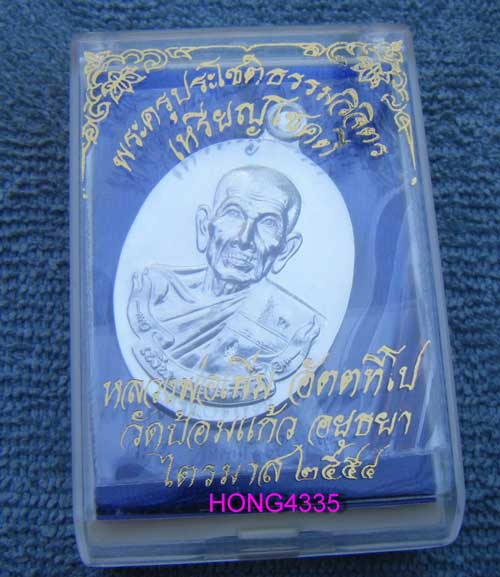 พระครูประโชติธรรมวิจิตร
เหรียญโชคดี
หลวงพ่อเพิ่ม อัตตทีโป
วัดป้อมแก้ว อยุธยา
ไตรมาส ๒๕๕๔
HONG4335